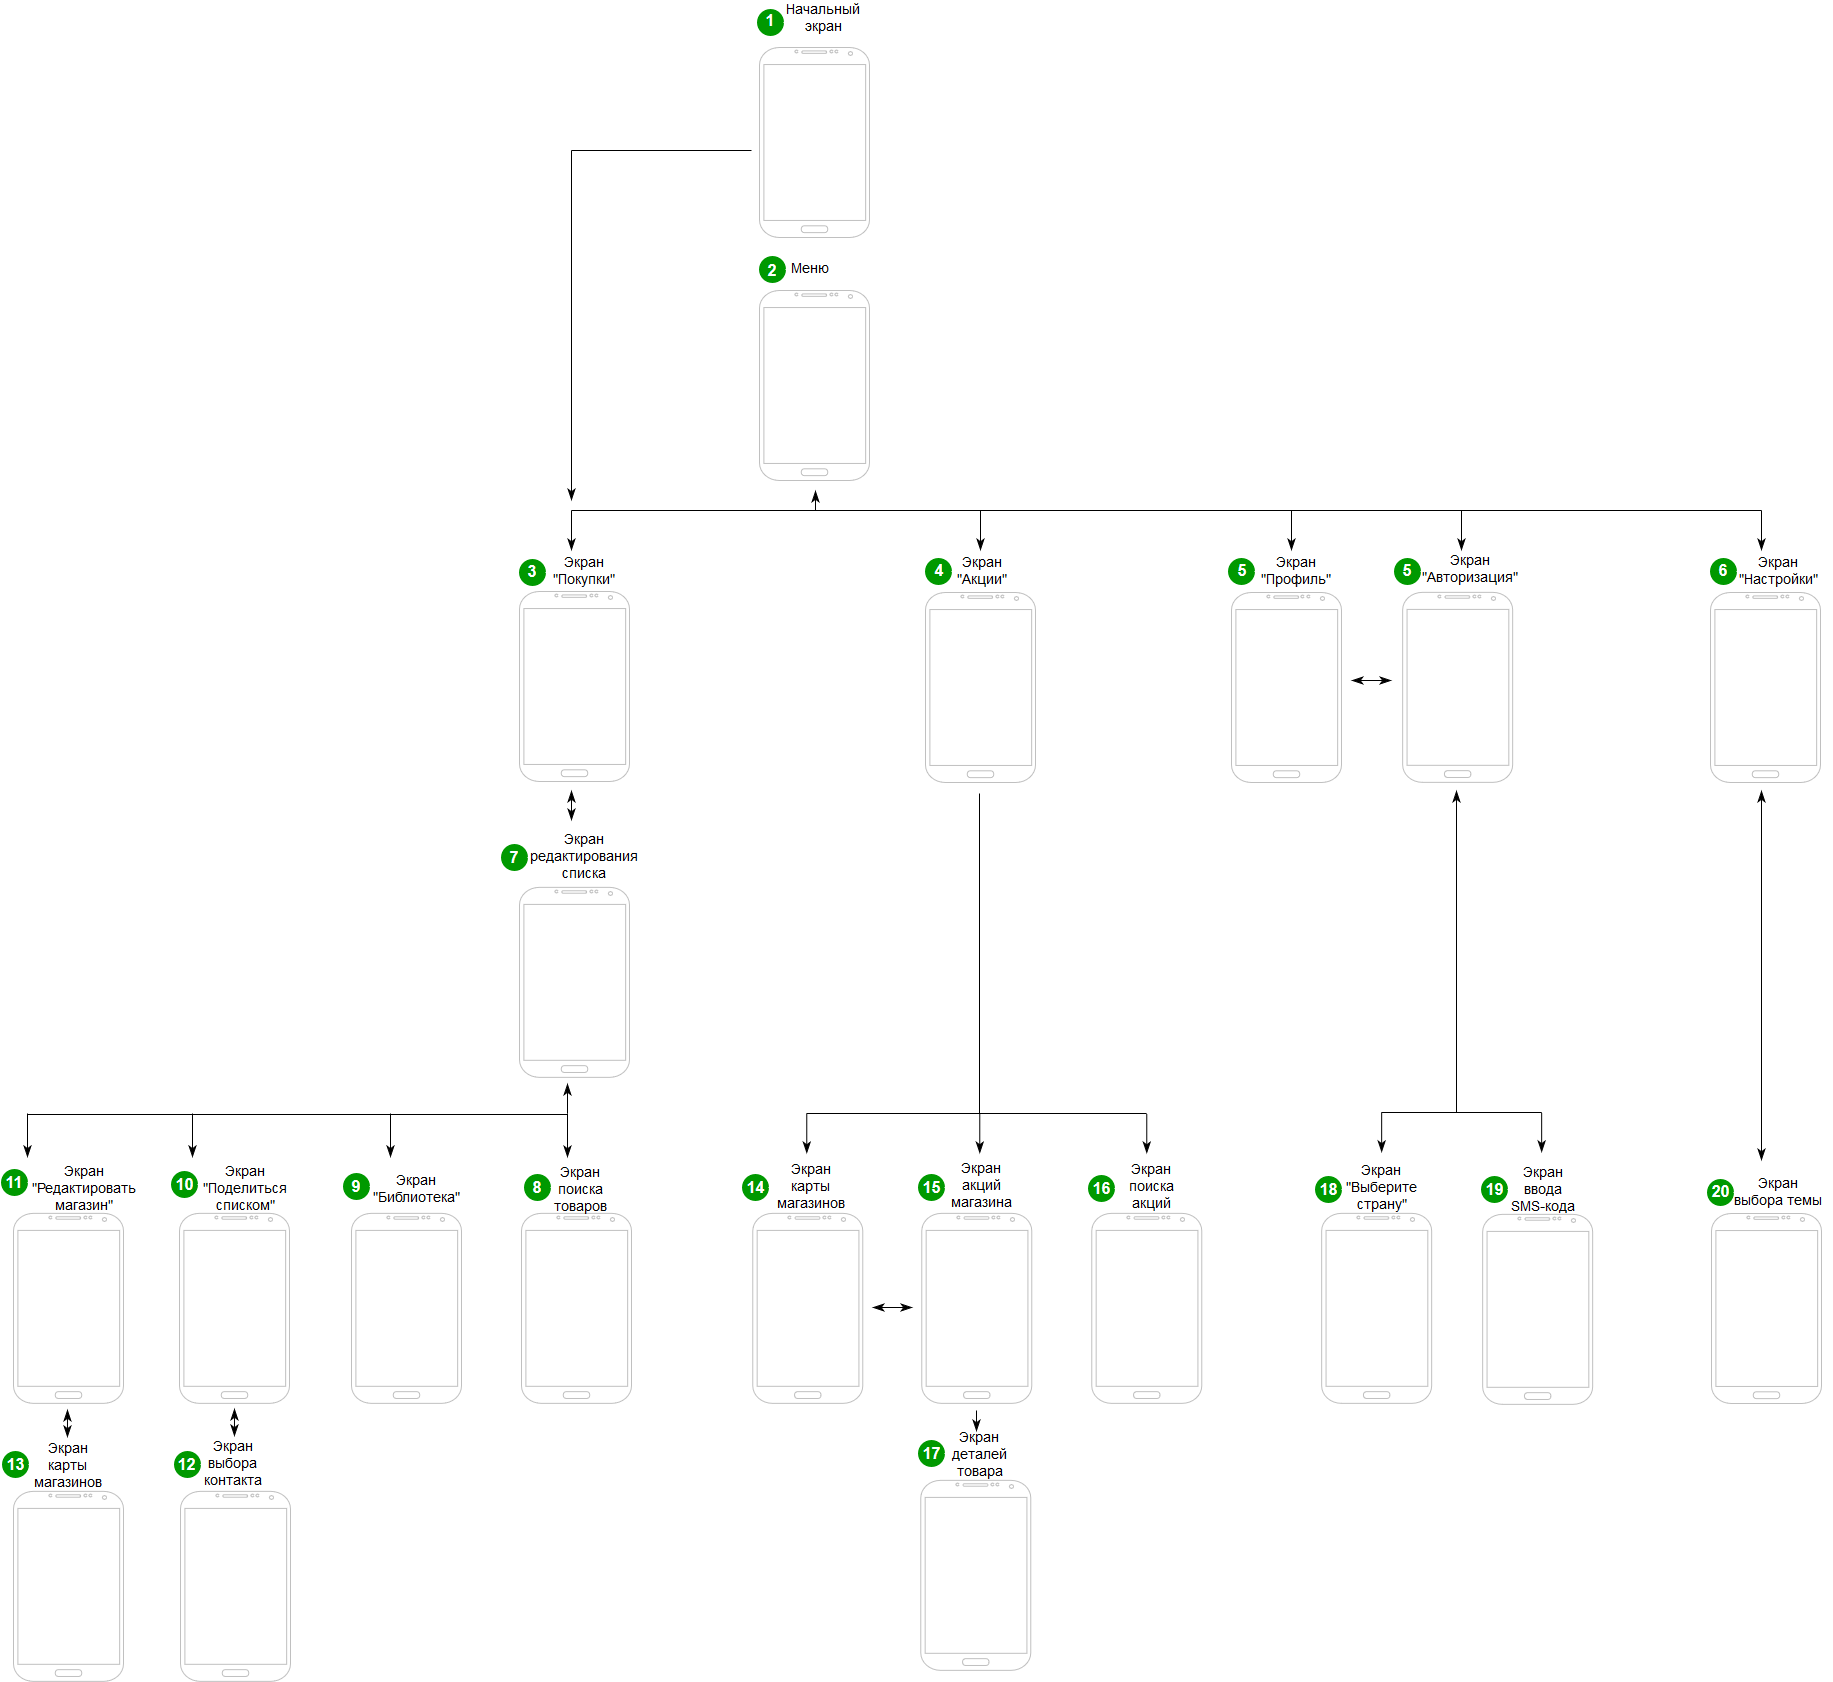 1
Начальный
экран
2
Меню
3
Экран
"Покупки"
4
Экран
"Акции"
5
Экран
"Профиль"
5
Экран
"Авторизация"
6
Экран
"Настройки"
7
Экран
редактирования
списка
11
Экран
"Редактировать
магазин"
10
Экран
"Поделиться
списком"
9
Экран
"Библиотека"
8
Экран
поиска
товаров
14
Экран
карты
магазинов
15
Экран
акций
магазина
16
Экран
поиска
акций
18
Экран
"Выберите
страну"
19
Экран
ввода
SMS-кода
20
Экран
выбора темы
13
Экран
карты
магазинов
12
Экран
выбора
контакта
17
Экран
деталей
товара